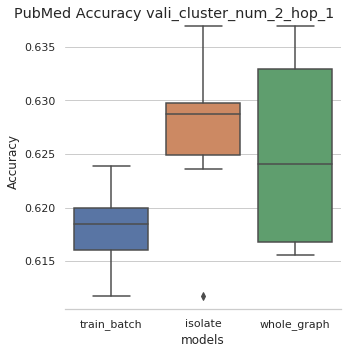 PubMed Accuracy vali_cluster_num_2_hop_1
0.635
0.630
0.625
0.620
0.615
Accuracy
train_batch isolate whole_graph
models